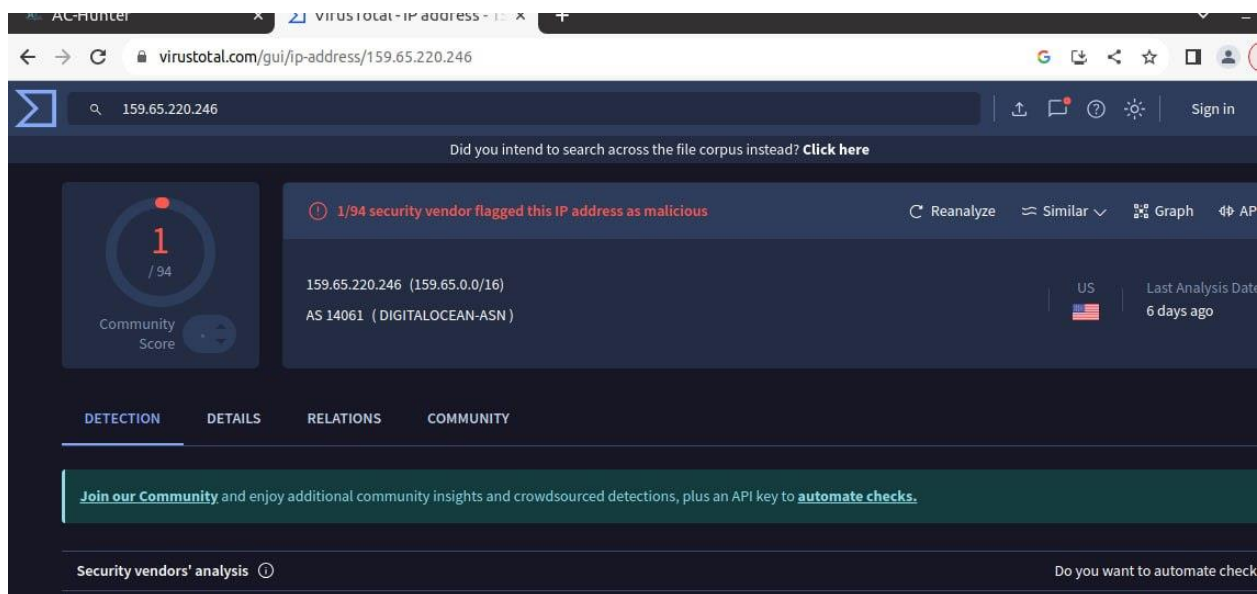 AC-Hunter
VirusTotal - IP address - 1
virustotal.com/gui/ip-address/159.65.220.246
159.65.220.246
Sign in
Did you intend to search across the file corpus instead? Click here
1
/ 94
Community
Score
1/94 security vendor flagged this IP address as malicious
Reanalyze
Similar
Graph
AP
159.65.220.246 (159.65.0.0/16)
AS 14061 ( DIGITALOCEAN-ASN )
US
Last Analysis Date
6 days ago
DETECTION
DETAILS
RELATIONS
COMMUNITY
Join our Community and enjoy additional community insights and crowdsourced detections, plus an API key to automate checks.
Security vendors' analysis
Do you want to automate check